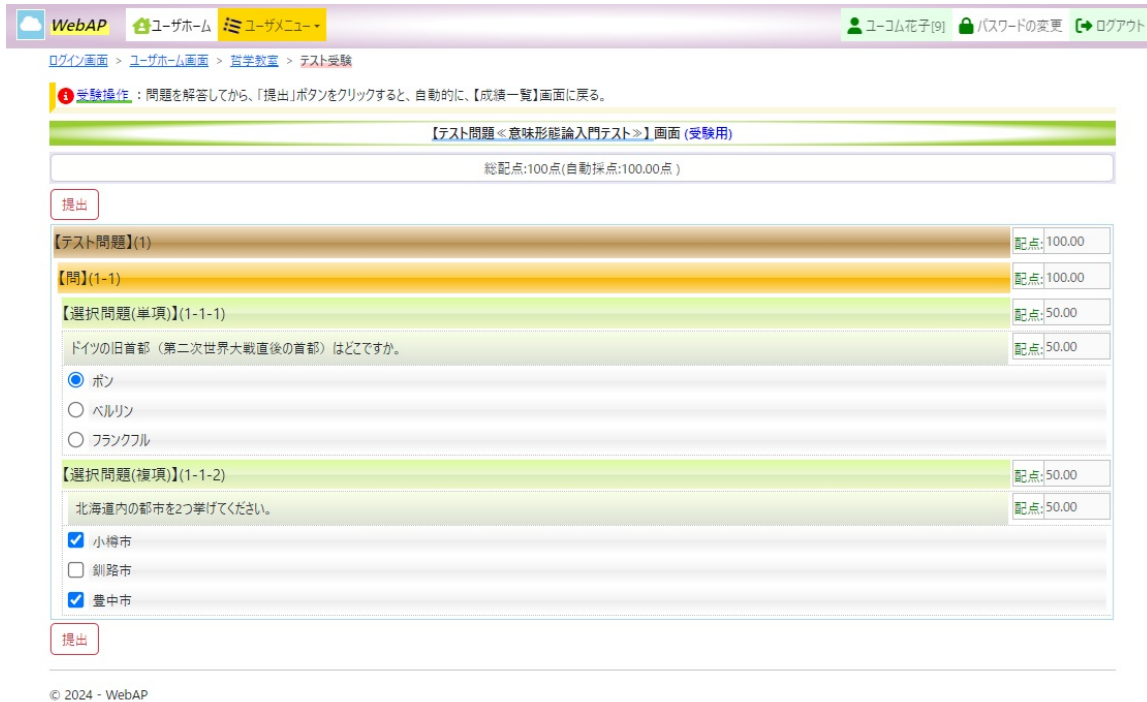 WebAP ユーザホーム ユーザメニュー ユーコム花子[9] パスワードの変更 ログアウト
ログイン画面 > ユーザホーム画面 > 哲学教室 > テスト受験
受験操作 : 問題を解答してから、「提出」ボタンをクリックすると、自動的に、【成績一覧】画面に戻る。
【テスト問題≪意味形態論入門テスト≫】画面 (受験用)
総配点:100点(自動採点:100.00点 )
提出
【テスト問題】(1) 配点: 100.00
【問】(1-1) 配点: 100.00
【選択問題(単項)】(1-1-1) 配点: 50.00
ドイツの旧首都（第二次世界大戦直後の首都）はどこですか。 配点: 50.00
ボン
ベルリン
フランクフル
【選択問題(複項)】(1-1-2) 配点: 50.00
北海道内の都市を2つ挙げてください。 配点: 50.00
小樽市
釧路市
豊中市
提出
© 2024 - WebAP